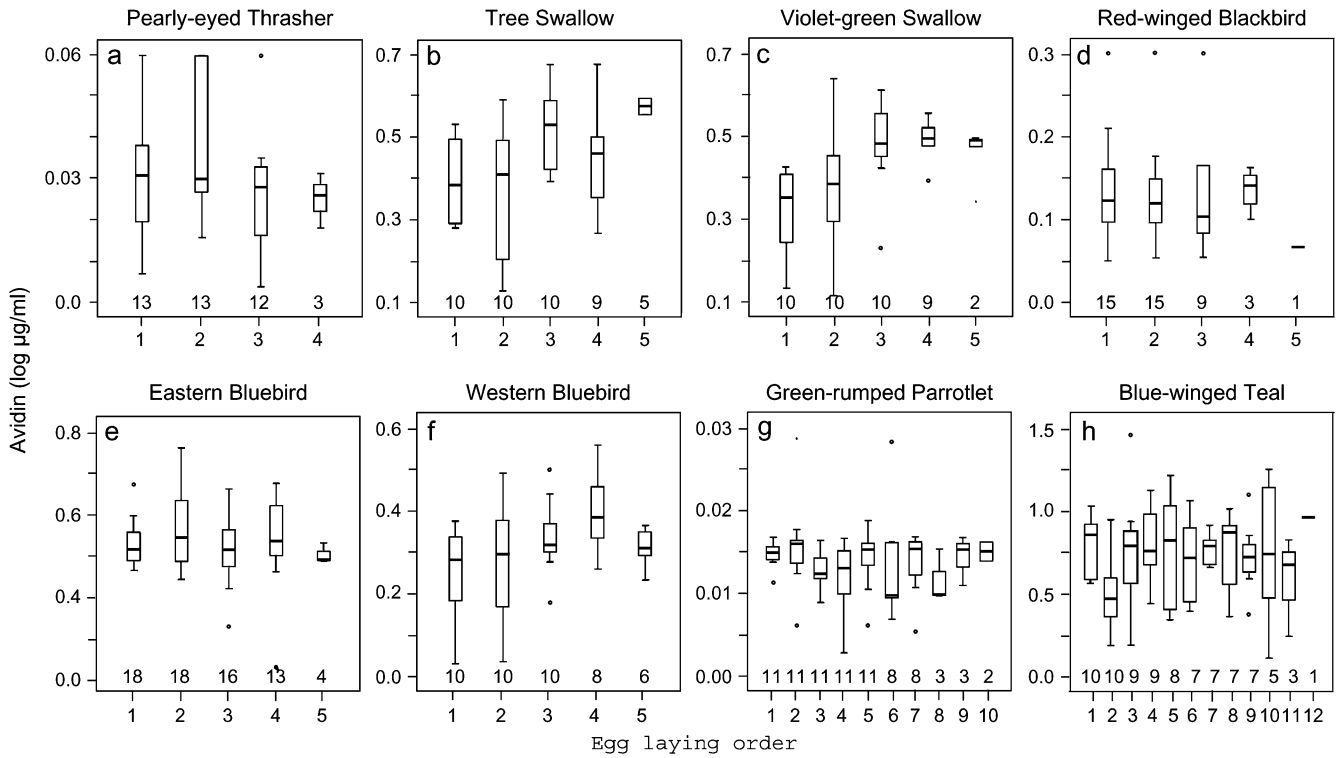 Pearly-eyed Thrasher Tree Swallow Violet-green Swallow Red-winged Blackbird
a b c d
0.06 0.7 0.7 0.3
0.5 0.5 0.2
0.03
0.3 0.3 0.1
0.0 13 13 12 3 0.1 10 10 10 9 5 0.1 10 10 10 9 2 0.0 15 15 9 3 1
1 2 3 4 1 2 3 4 5 1 2 3 4 5 1 2 3 4 5
Avidin (log µg/ml)
Eastern Bluebird Western Bluebird Green-rumped Parrotlet Blue-winged Teal
e f g h
0.8 0.6 0.03 1.5
0.6 0.4 0.02 1.0
0.4 0.2 0.01 0.5
0.0 18 18 16 13 4 0.0 10 10 10 8 6 0.00 11 11 11 11 11 8 8 3 3 2 0.0 10 10 9 9 8 7 7 7 7 5 3 1
1 2 3 4 5 1 2 3 4 5 1 2 3 4 5 6 7 8 9 10 1 2 3 4 5 6 7 8 9 10 11 12
Egg laying order